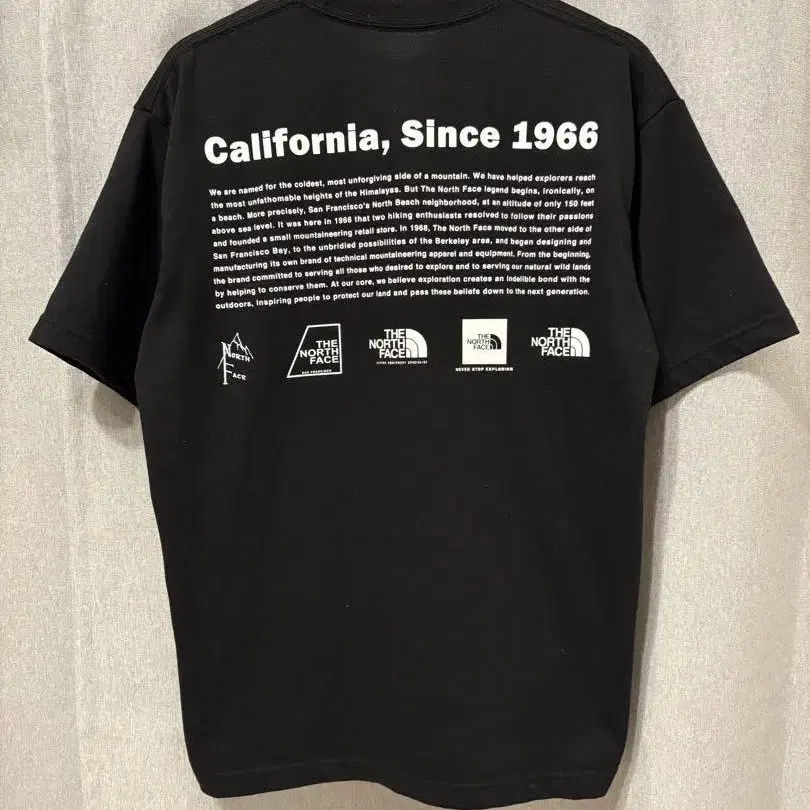 California, Since 1966
We are named for the coldest, most unforgiving side of a mountain. We have helped explorers reach
the most unfathomable heights of the Himalayas. But The North Face legend begins, ironically, on
a beach. More precisely, San Francisco's North Beach neighborhood, at an altitude of only 150 feet
above sea level. It was here in 1966 that two hiking enthusiasts resolved to follow their passions
and founded a small mountaineering retail store. In 1968, The North Face moved to the other side of
San Francisco Bay, to the unbridled possibilities of the Berkeley area, and began designing and
manufacturing its own brand of technical mountaineering apparel and equipment. From the beginning,
the brand committed to serving all those who desired to explore and to serving our natural wild lands
by helping to conserve them. At our core, we believe exploration creates an indelible bond with the
outdoors, inspiring people to protect our land and pass these beliefs down to the next generation.
North
Face
THE
NORTH
FACE
SAN FRANCISCO
THE
NORTH
FACE
ALPINE EQUIPMENT SPECIALIST
THE
NORTH
FACE
NEVER STOP EXPLORING
THE
NORTH
FACE